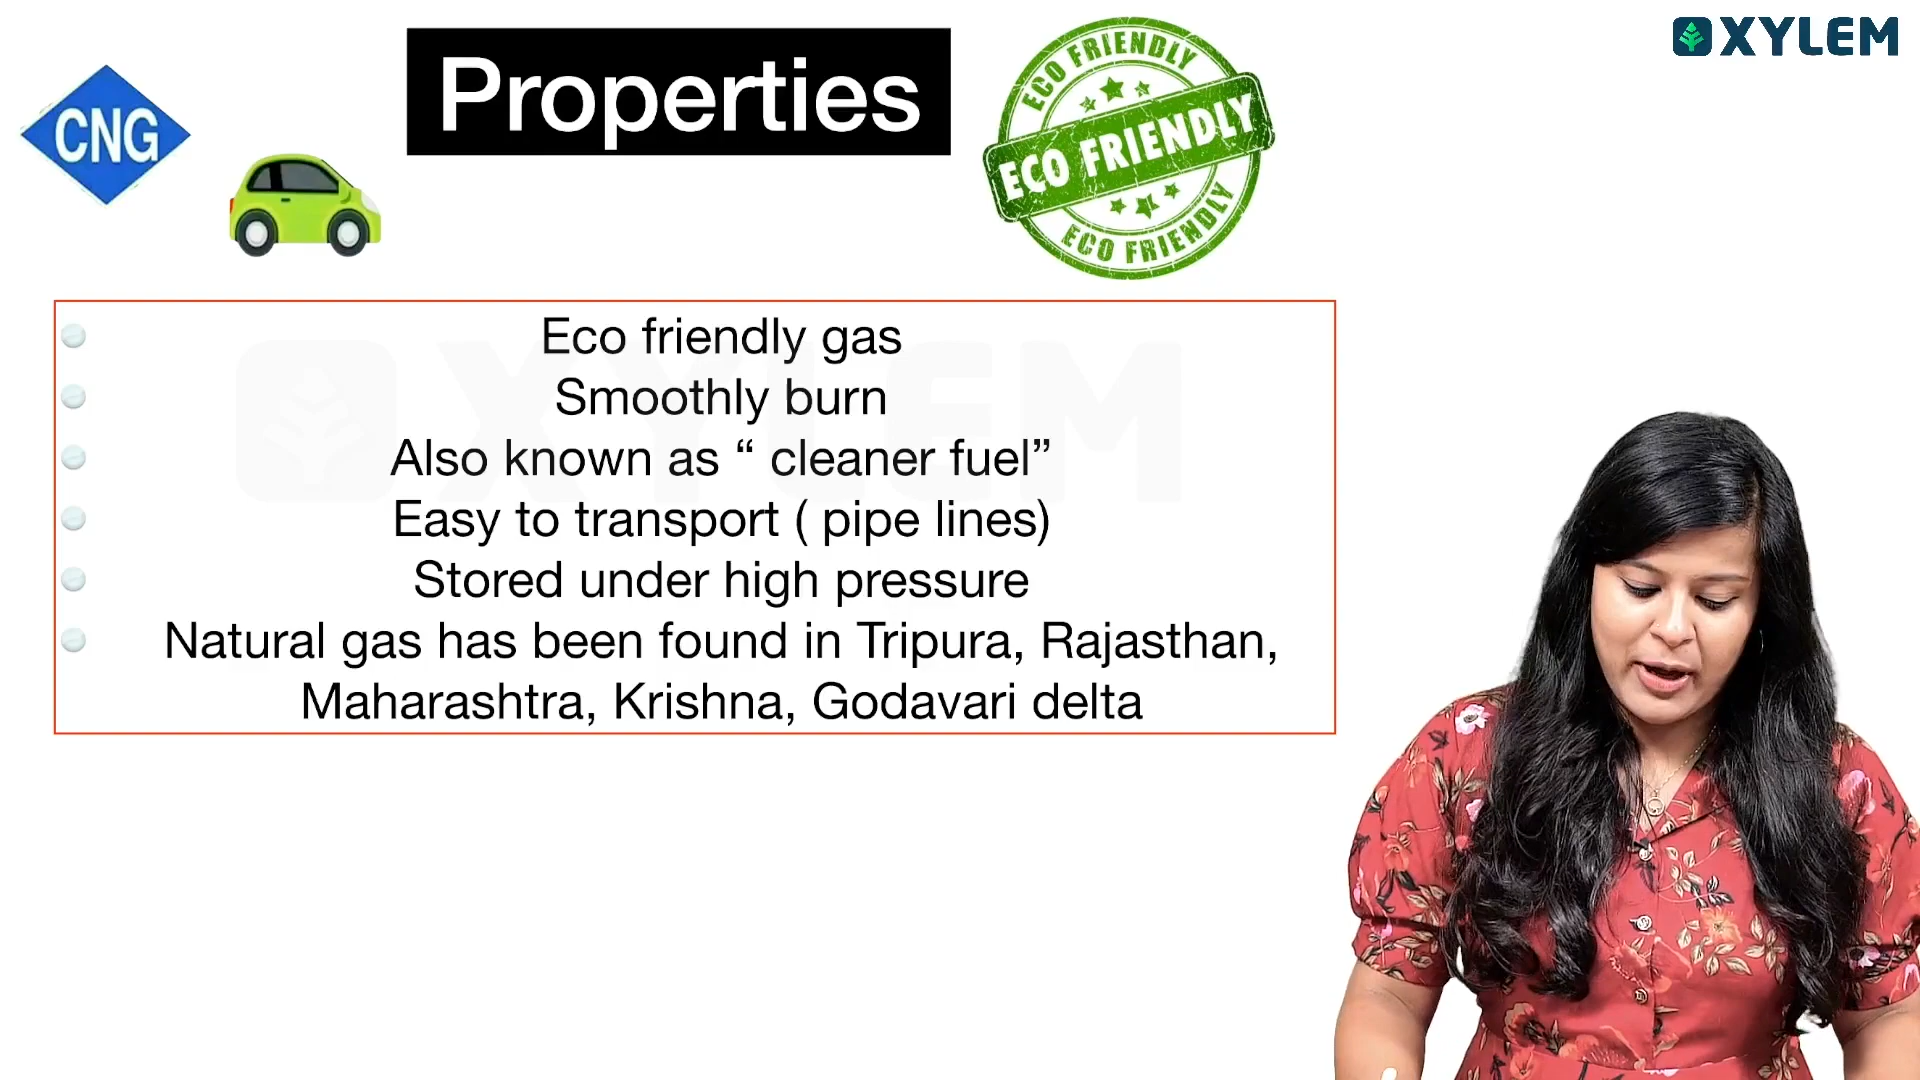 XYLEM
Properties
CNG
ECO FRIENDLY
ECO FRIENDLY
ECO FRIENDLY
Eco friendly gas
Smoothly burn
Also known as “ cleaner fuel”
Easy to transport ( pipe lines)
Stored under high pressure
Natural gas has been found in Tripura, Rajasthan,
Maharashtra, Krishna, Godavari delta
XYLEM